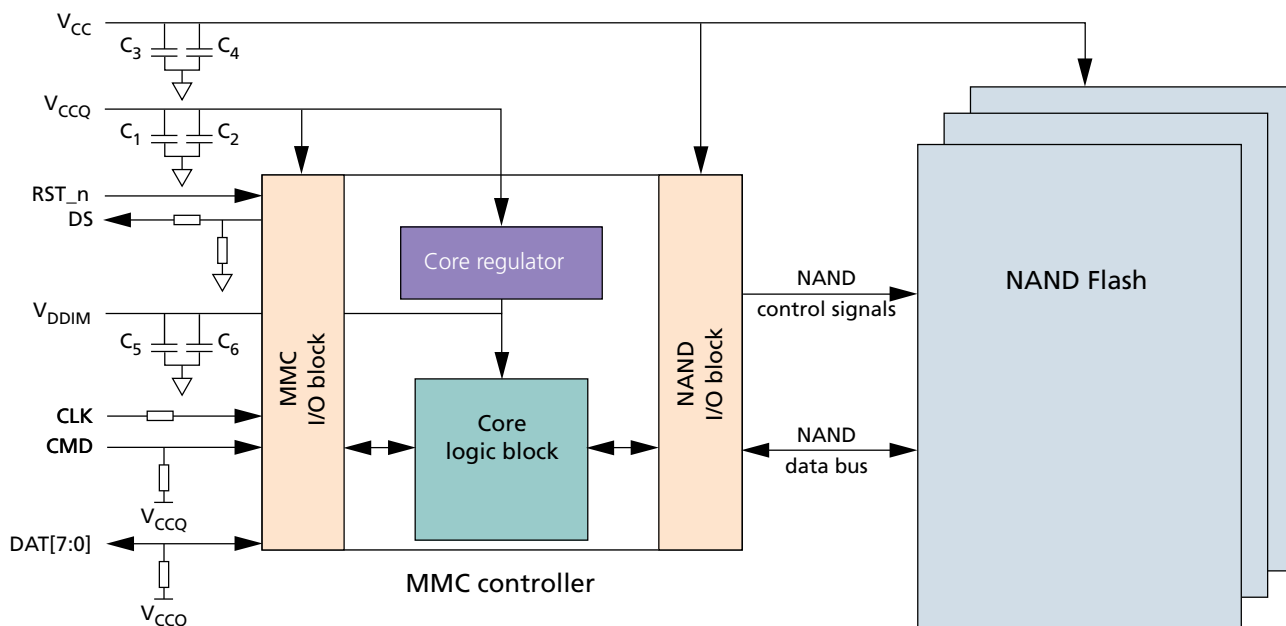 VCC
C3 C4
VCCQ
C1 C2
RST_n
DS
Core regulator
NAND
control signals
NAND Flash
VDDIM
C5 C6
MMC
I/O block
NAND
I/O block
CLK
Core
logic block
CMD
NAND
data bus
VCCQ
DAT[7:0]
MMC controller
VCCQ